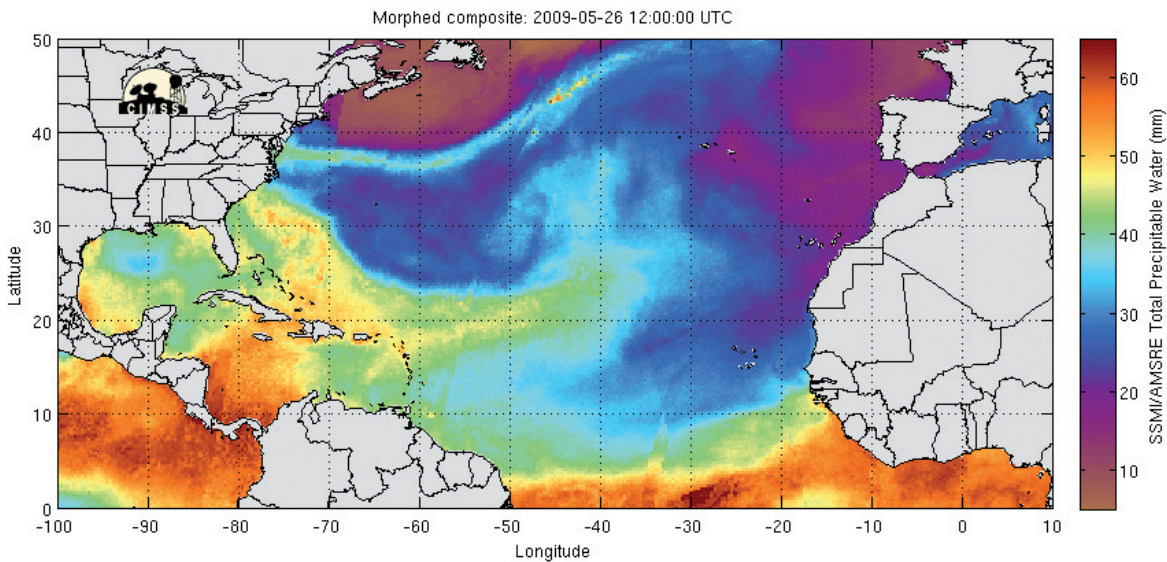 Morphed composite: 2009-05-26 12:00:00 UTC
50
40
30
20
10
0
Latitude
CIMSS
-100 -90 -80 -70 -60 -50 -40 -30 -20 -10 0 10
Longitude
60
50
40
30
20
10
SSMI/AMSRE Total Precipitable Water (mm)